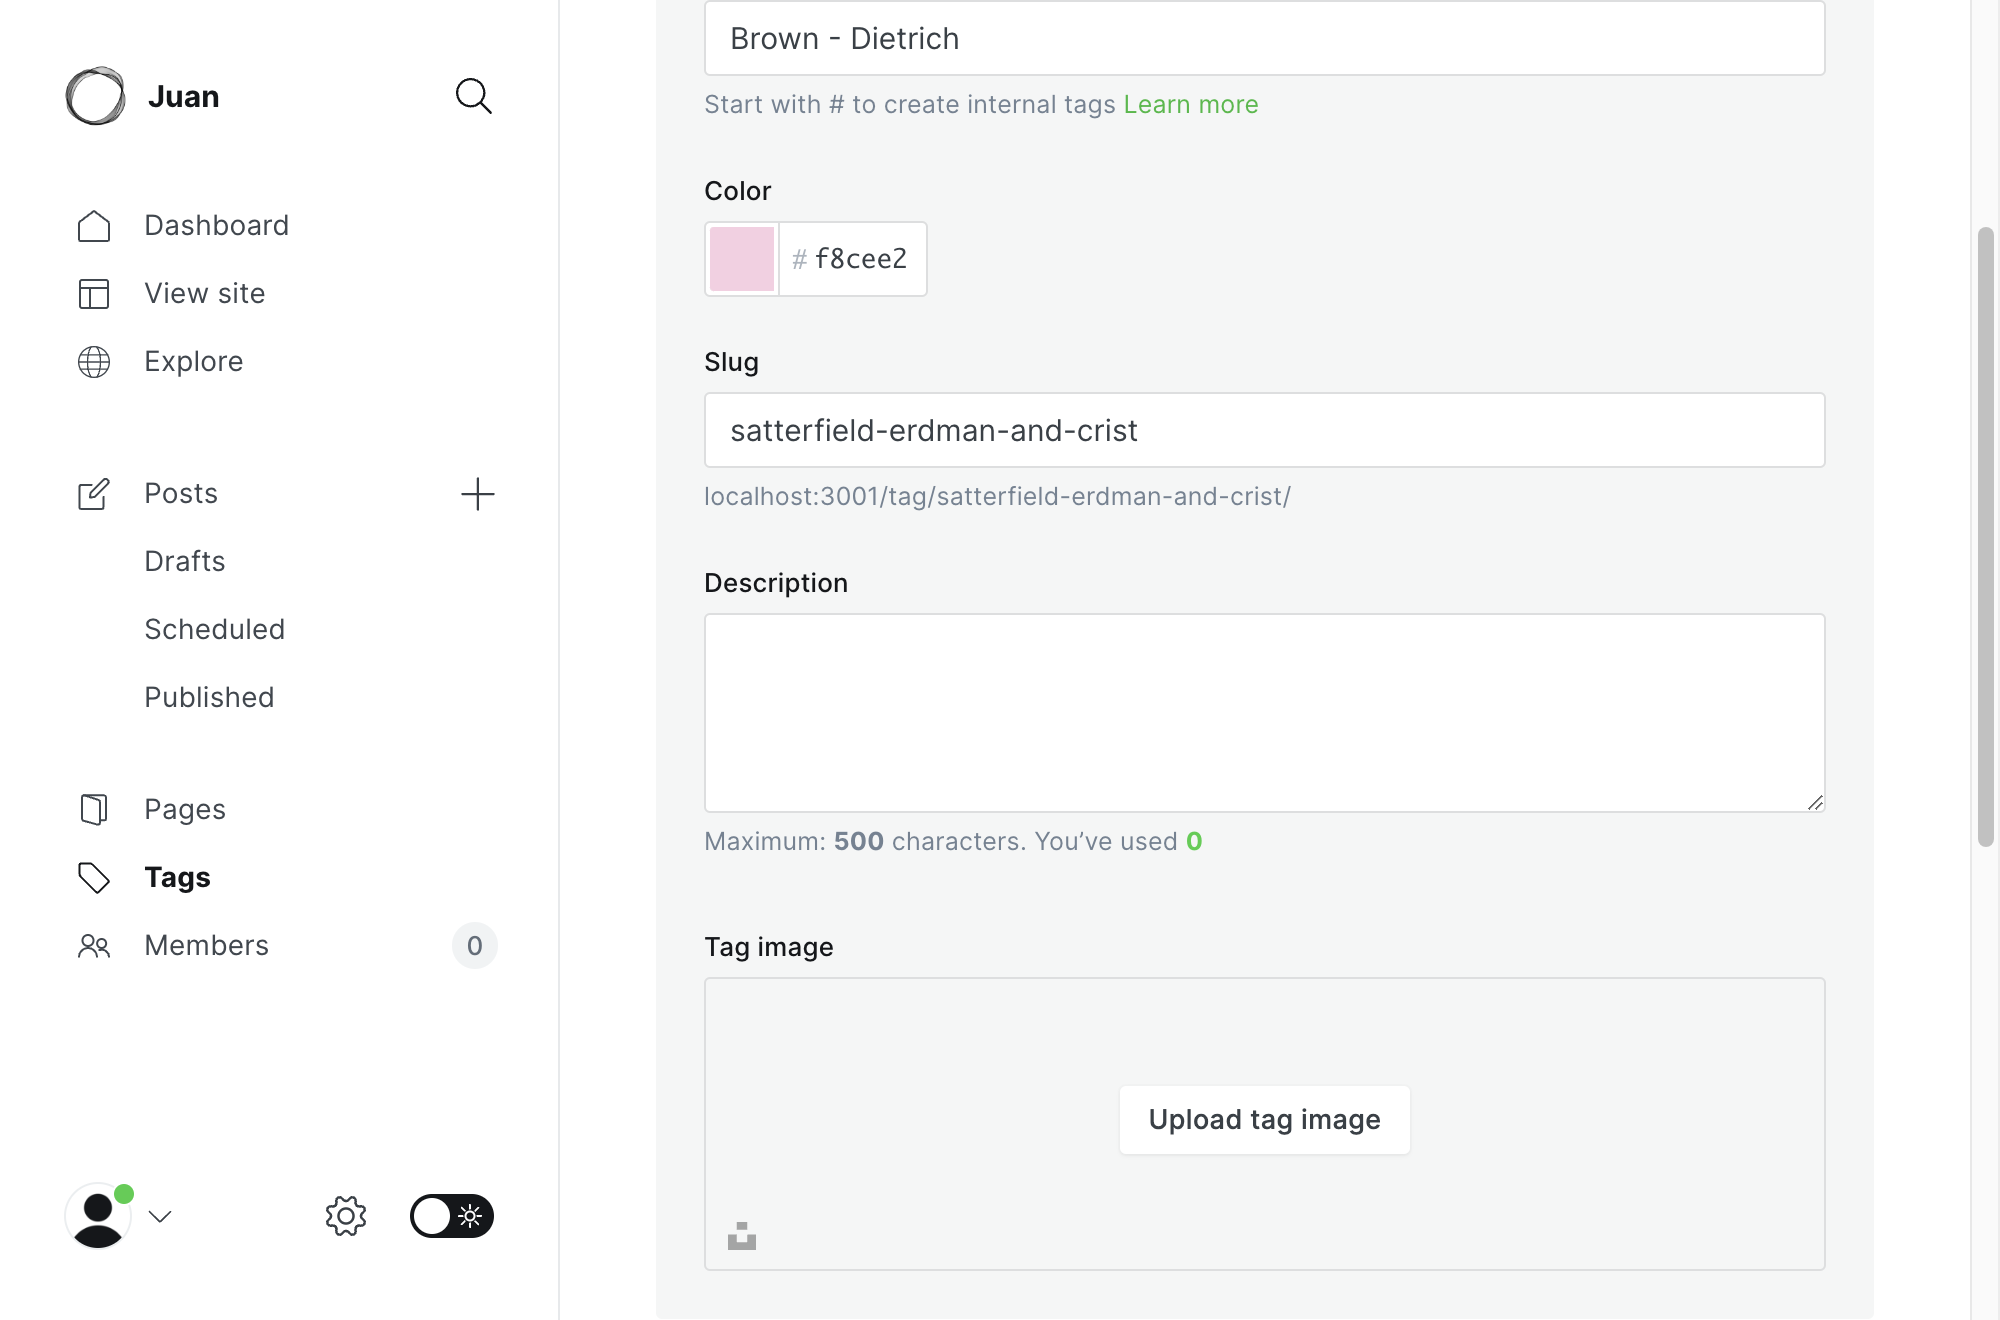 Juan
Dashboard
View site
Explore
Posts
Drafts
Scheduled
Published
Pages
Tags
Members
0
Brown - Dietrich
Start with # to create internal tags Learn more
Color
# f8cee2
Slug
satterfield-erdman-and-crist
localhost:3001/tag/satterfield-erdman-and-crist/
Description
Maximum: 500 characters. You’ve used 0
Tag image
Upload tag image